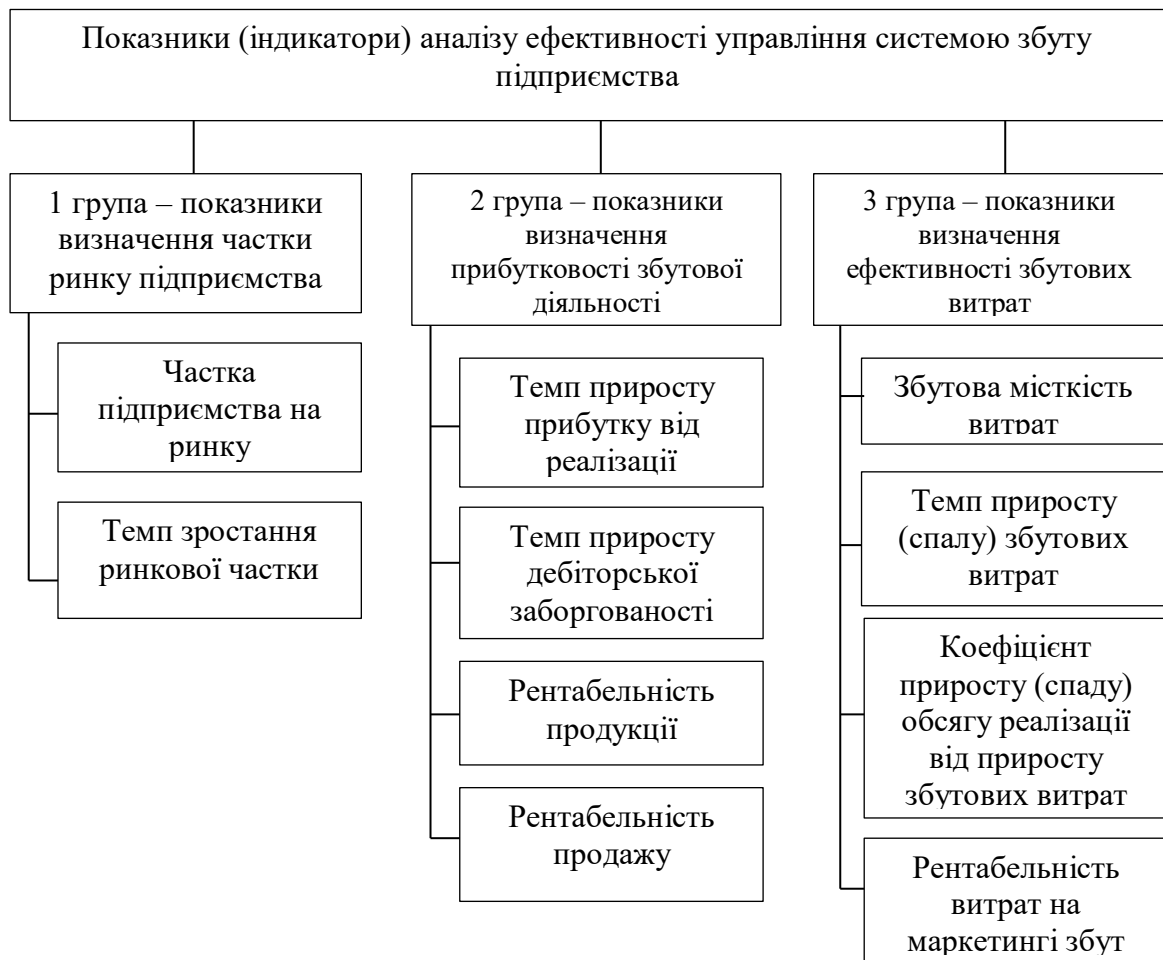 Показники (індикатори) аналізу ефективності управління системою збуту
підприємства
1 група – показники
визначення частки
ринку підприємства
Частка
підприємства на
ринку
Темп зростання
ринкової частки
2 група – показники
визначення
прибутковості збутової
діяльності
Темп приросту
прибутку від
реалізації
Темп приросту
дебіторської
заборгованості
Рентабельність
продукції
Рентабельність
продажу
3 група – показники
визначення
ефективності збутових
витрат
Збутова місткість
витрат
Темп приросту
(спалу) збутових
витрат
Коефіцієнт
приросту (спаду)
обсягу реалізації
від приросту
збутових витрат
Рентабельність
витрат на
маркетингі збут